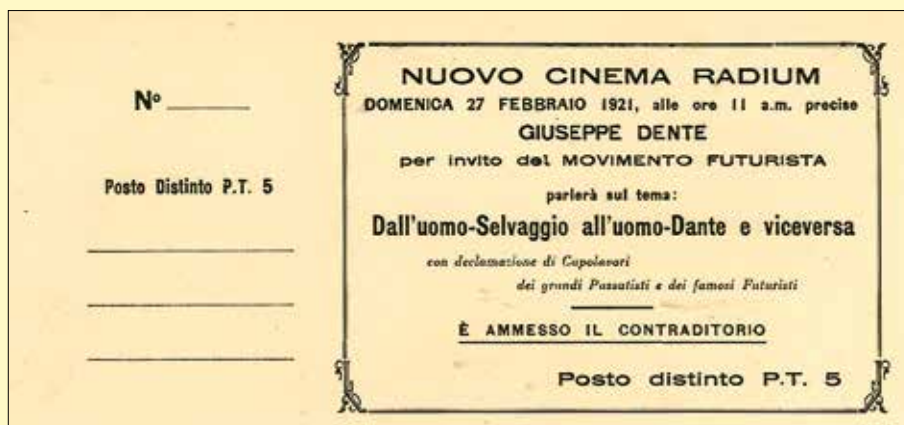 Nº
Posto Distinto P.T. 5
NUOVO CINEMA RADIUM
DOMENICA 27 FEBBRAIO 1921, alle ore 11 a.m. precise
GIUSEPPE DENTE
per invito del MOVIMENTO FUTURISTA
parlerà sul tema:
Dall'uomo-Selvaggio all'uomo-Dante e viceversa
con declamazione di Capolavori
dei grandi Passatisti e dei famosi Futuristi
È AMMESSO IL CONTRADITORIO
Posto distinto P.T. 5